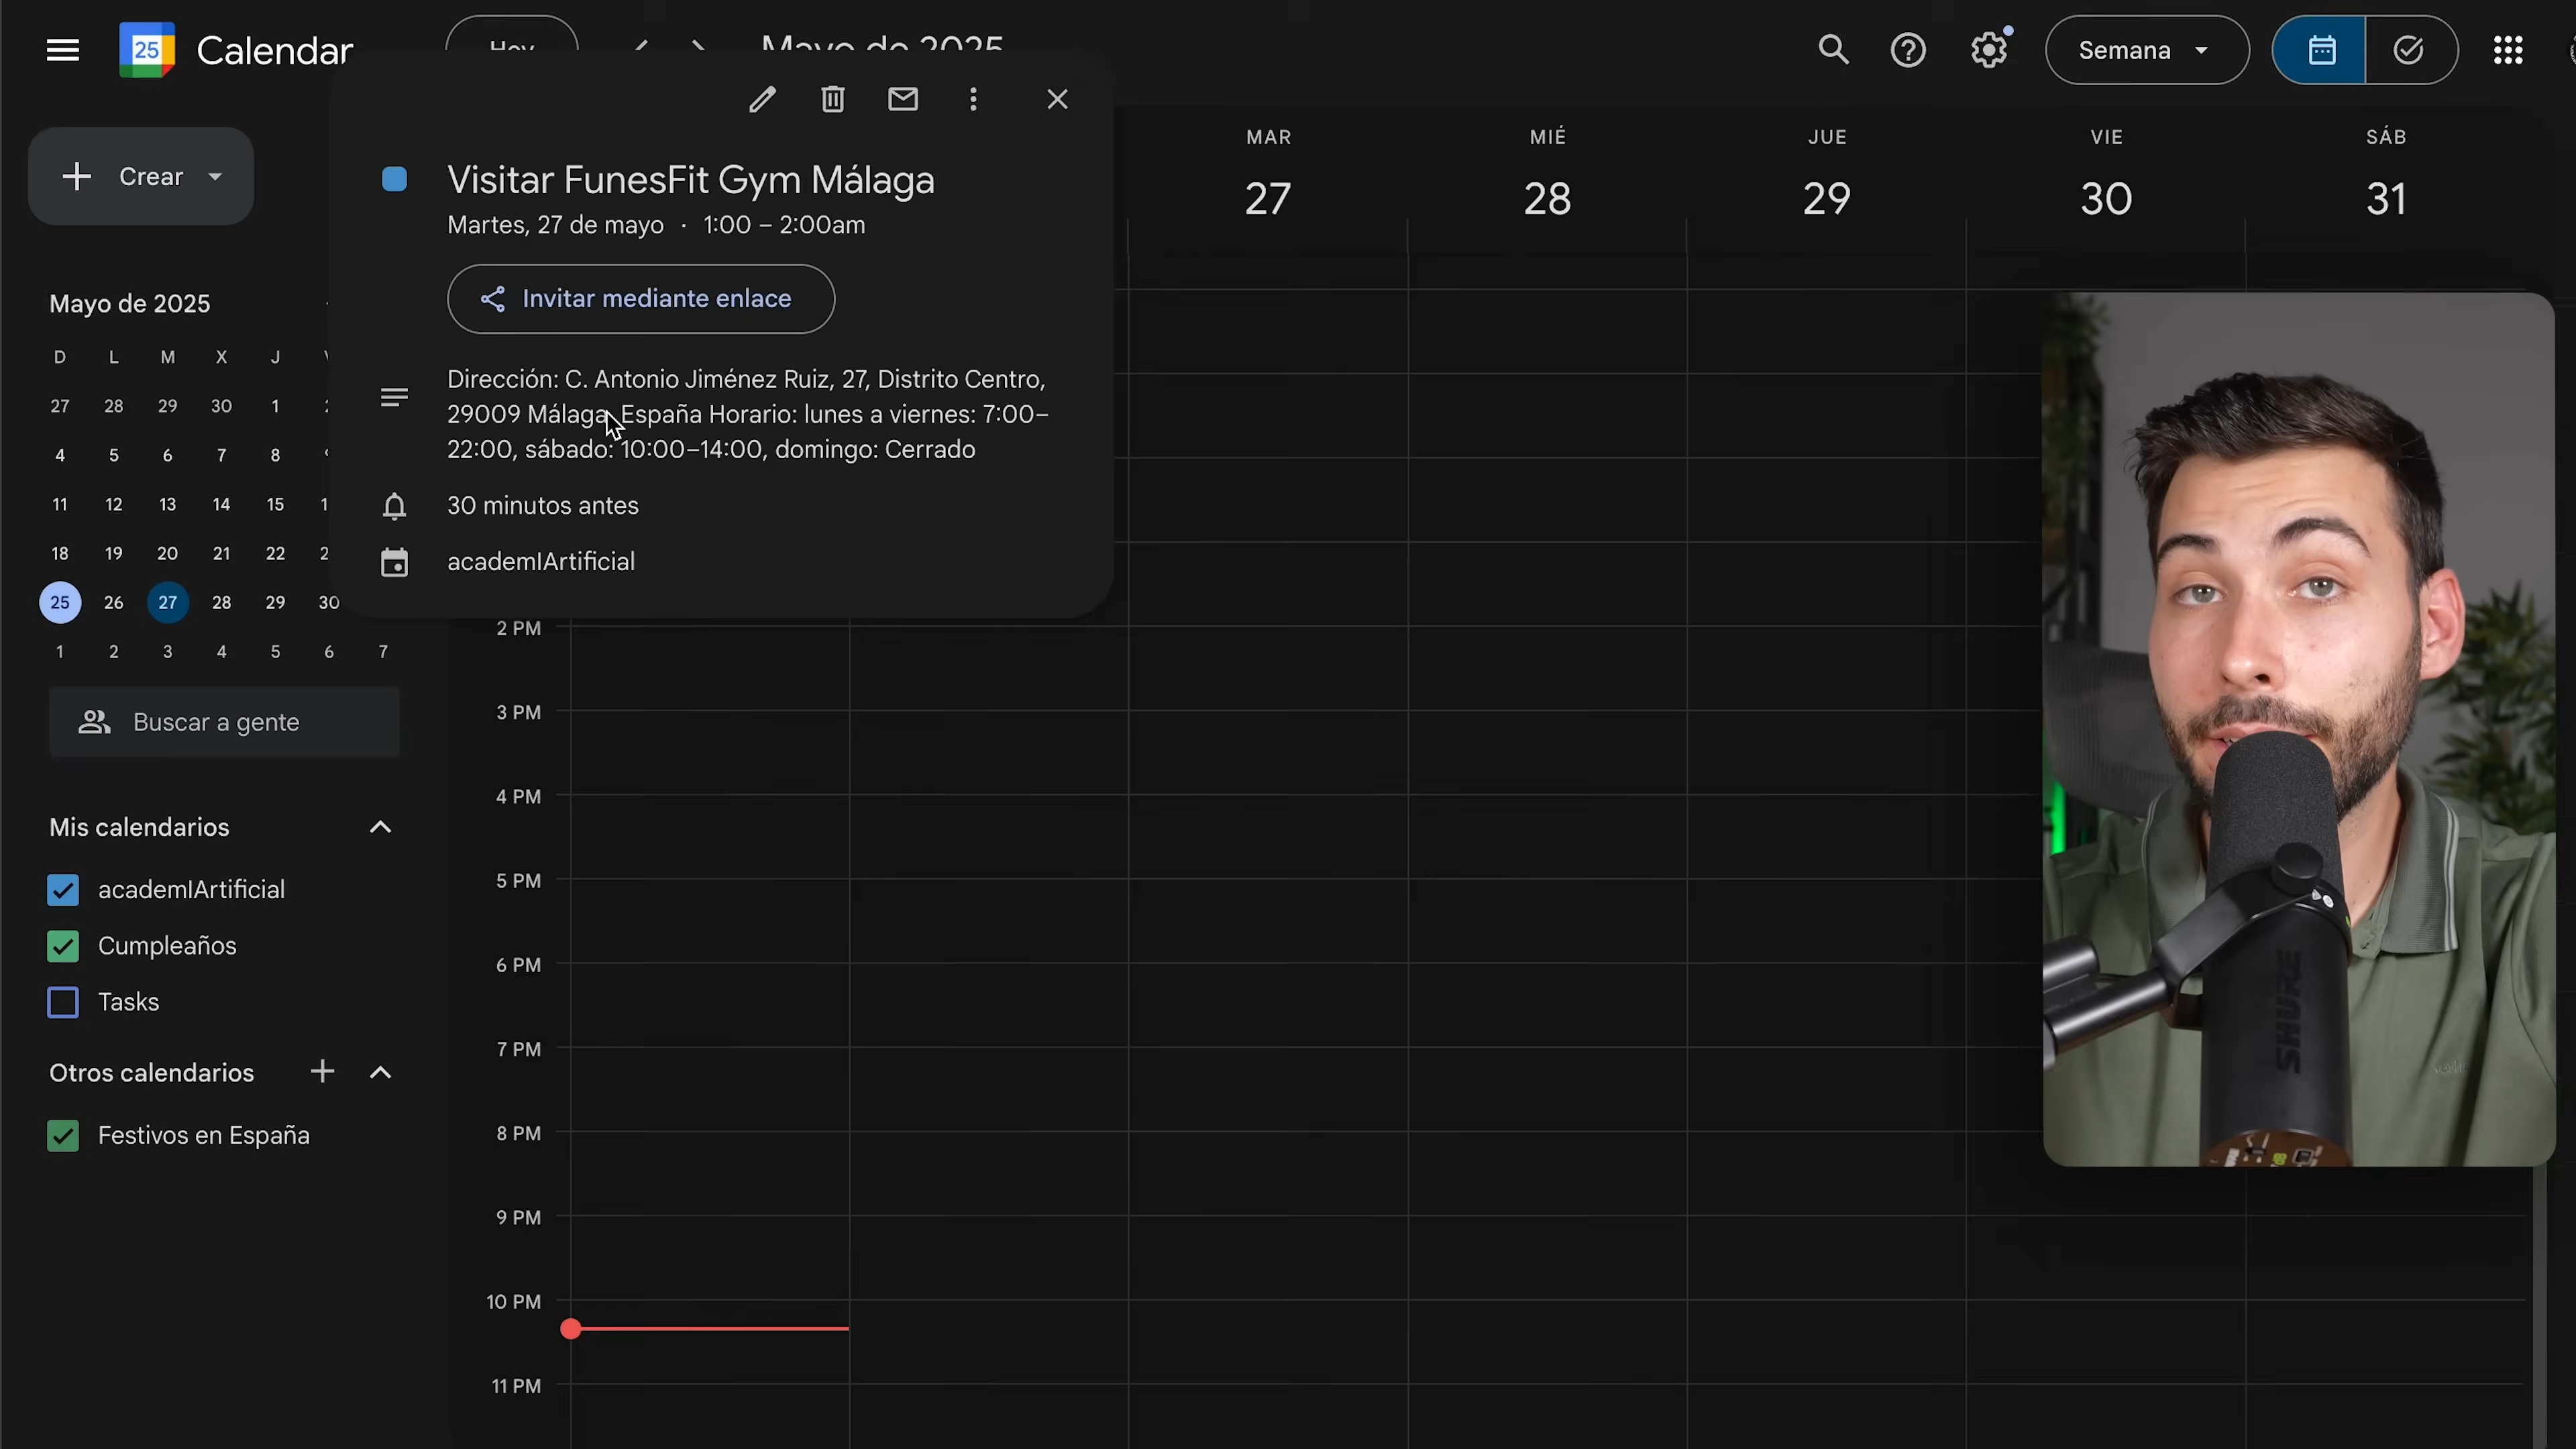 25 Calendar
Hoy
Mayo de 2025
Semana
Crear
Visitar FunesFit Gym Málaga
Martes, 27 de mayo · 1:00 – 2:00am
Invitar mediante enlace
Dirección: C. Antonio Jiménez Ruiz, 27, Distrito Centro,
29009 Málaga, España Horario: lunes a viernes: 7:00–
22:00, sábado: 10:00–14:00, domingo: Cerrado
30 minutos antes
academIArtificial
MAR MIÉ JUE VIE SÁB
27 28 29 30 31
Mayo de 2025
D L M X J
27 28 29 30 1
4 5 6 7 8
11 12 13 14 15
18 19 20 21 22
25 26 27 28 29 30
1 2 3 4 5 6 7
Buscar a gente
Mis calendarios
academIArtificial
Cumpleaños
Tasks
Otros calendarios
Festivos en España
2 PM
3 PM
4 PM
5 PM
6 PM
7 PM
8 PM
9 PM
10 PM
11 PM
SHURE